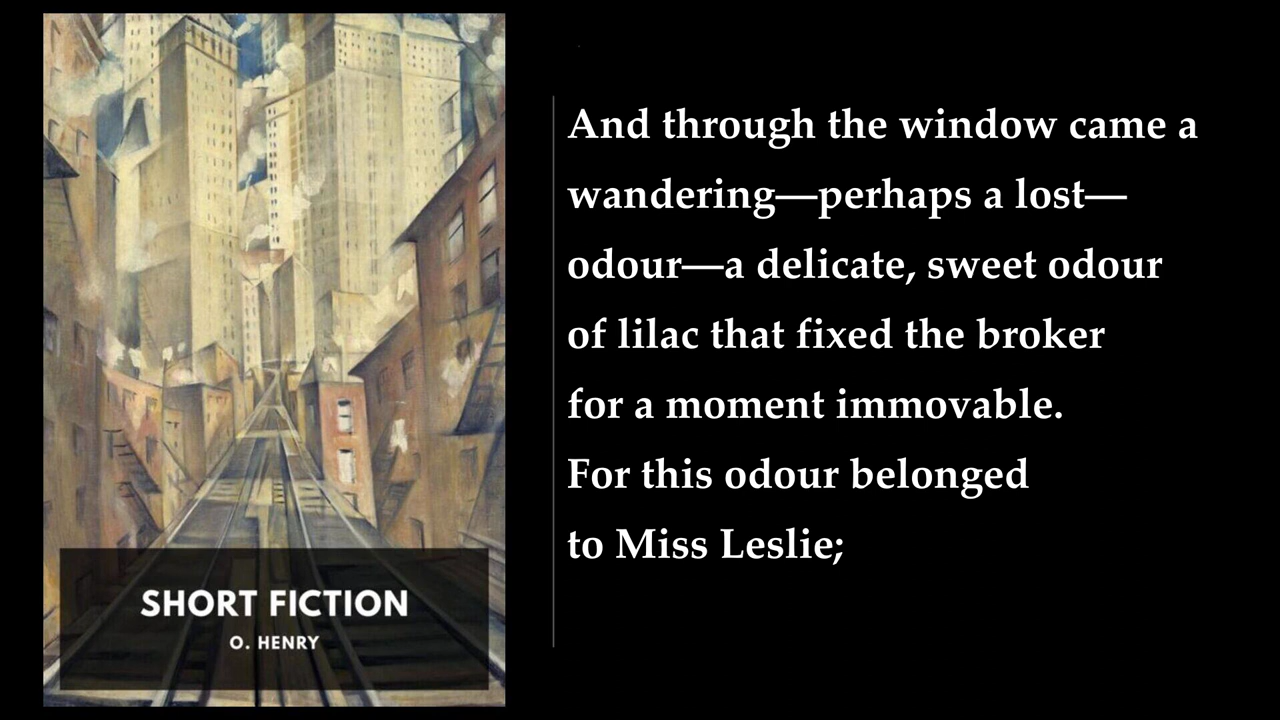 SHORT FICTION
O. HENRY
And through the window came a
wandering—perhaps a lost—
odour—a delicate, sweet odour
of lilac that fixed the broker
for a moment immovable.
For this odour belonged
to Miss Leslie;